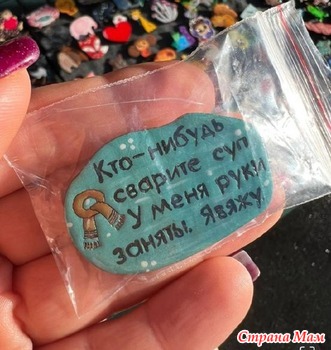 Кто-нибудь
сварите суп
у меня руки
заняты. Я вяжу
Страна Мам